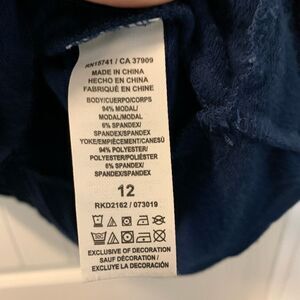 RN15741 / CA 37909
MADE IN CHINA
HECHO EN CHINA
FABRIQUÉ EN CHINE
BODY/CUERPO/CORPS
94% MODAL/
MODAL/MODAL
6% SPANDEX/
SPANDEX/SPANDEX
YOKE/EMPIECEMENT/CANESÚ
94% POLYESTER/
POLYESTER/POLIÉSTER
6% SPANDEX/
SPANDEX/SPANDEX
12
RKD2162 / 073019
EXCLUSIVE OF DECORATION
SAUF DÉCORATION /
EXCLUYE LA DECORACIÓN